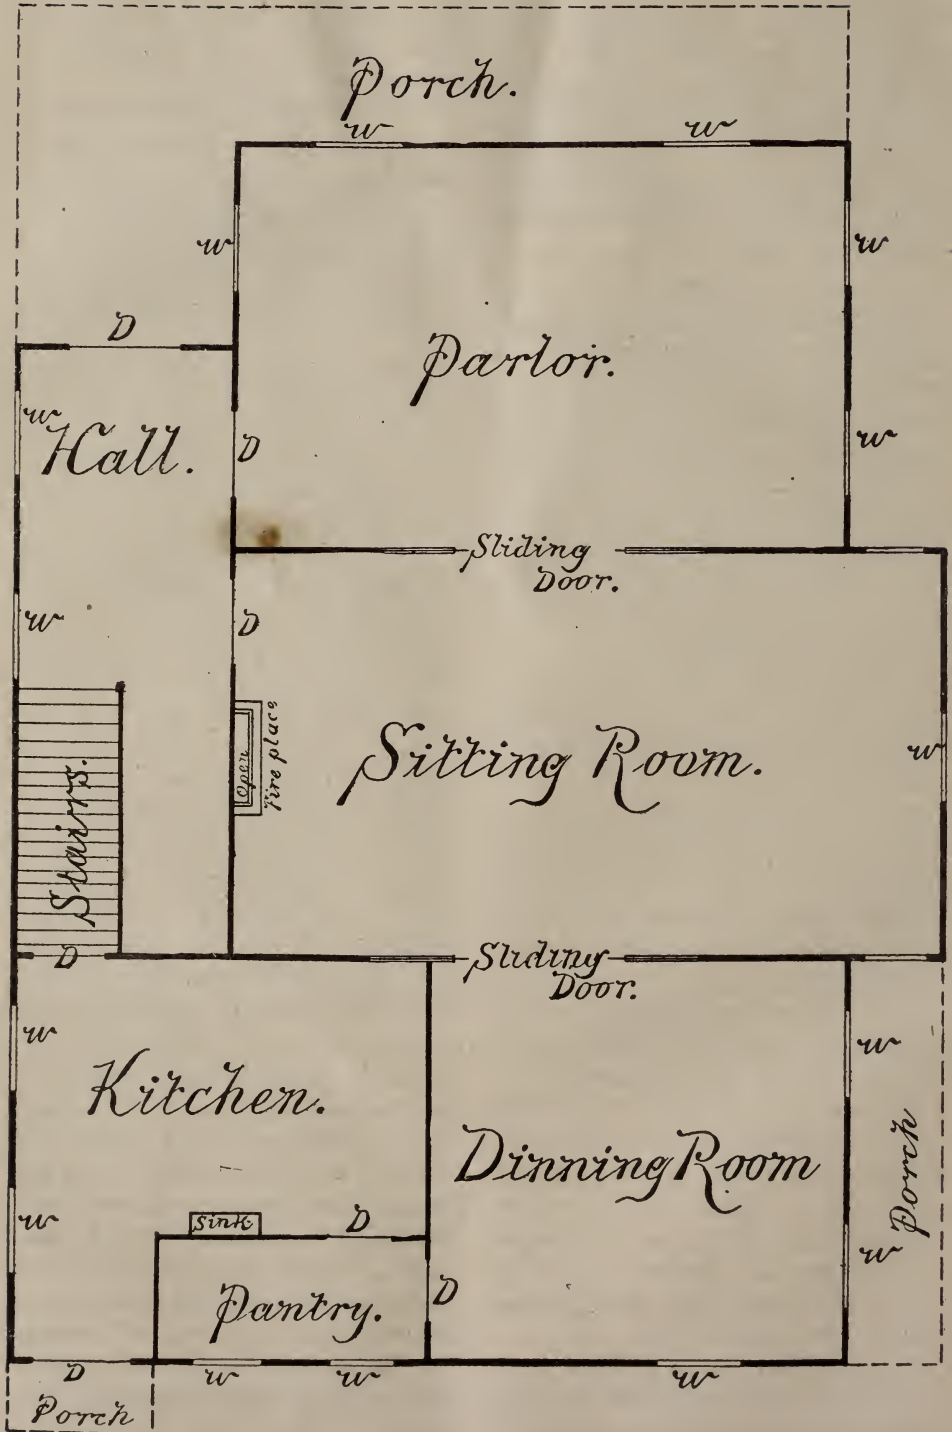 Porch.
W W
W W
D
Parlor.
W
Hall.
D W
Sliding
Door.
W D
Open
Fire place
Sitting Room.
W
Stairs.
D
Sliding
Door.
W W
Kitchen.
Dinning Room
Porch
W Sink D
W
Pantry.
D
D W W W
Porch